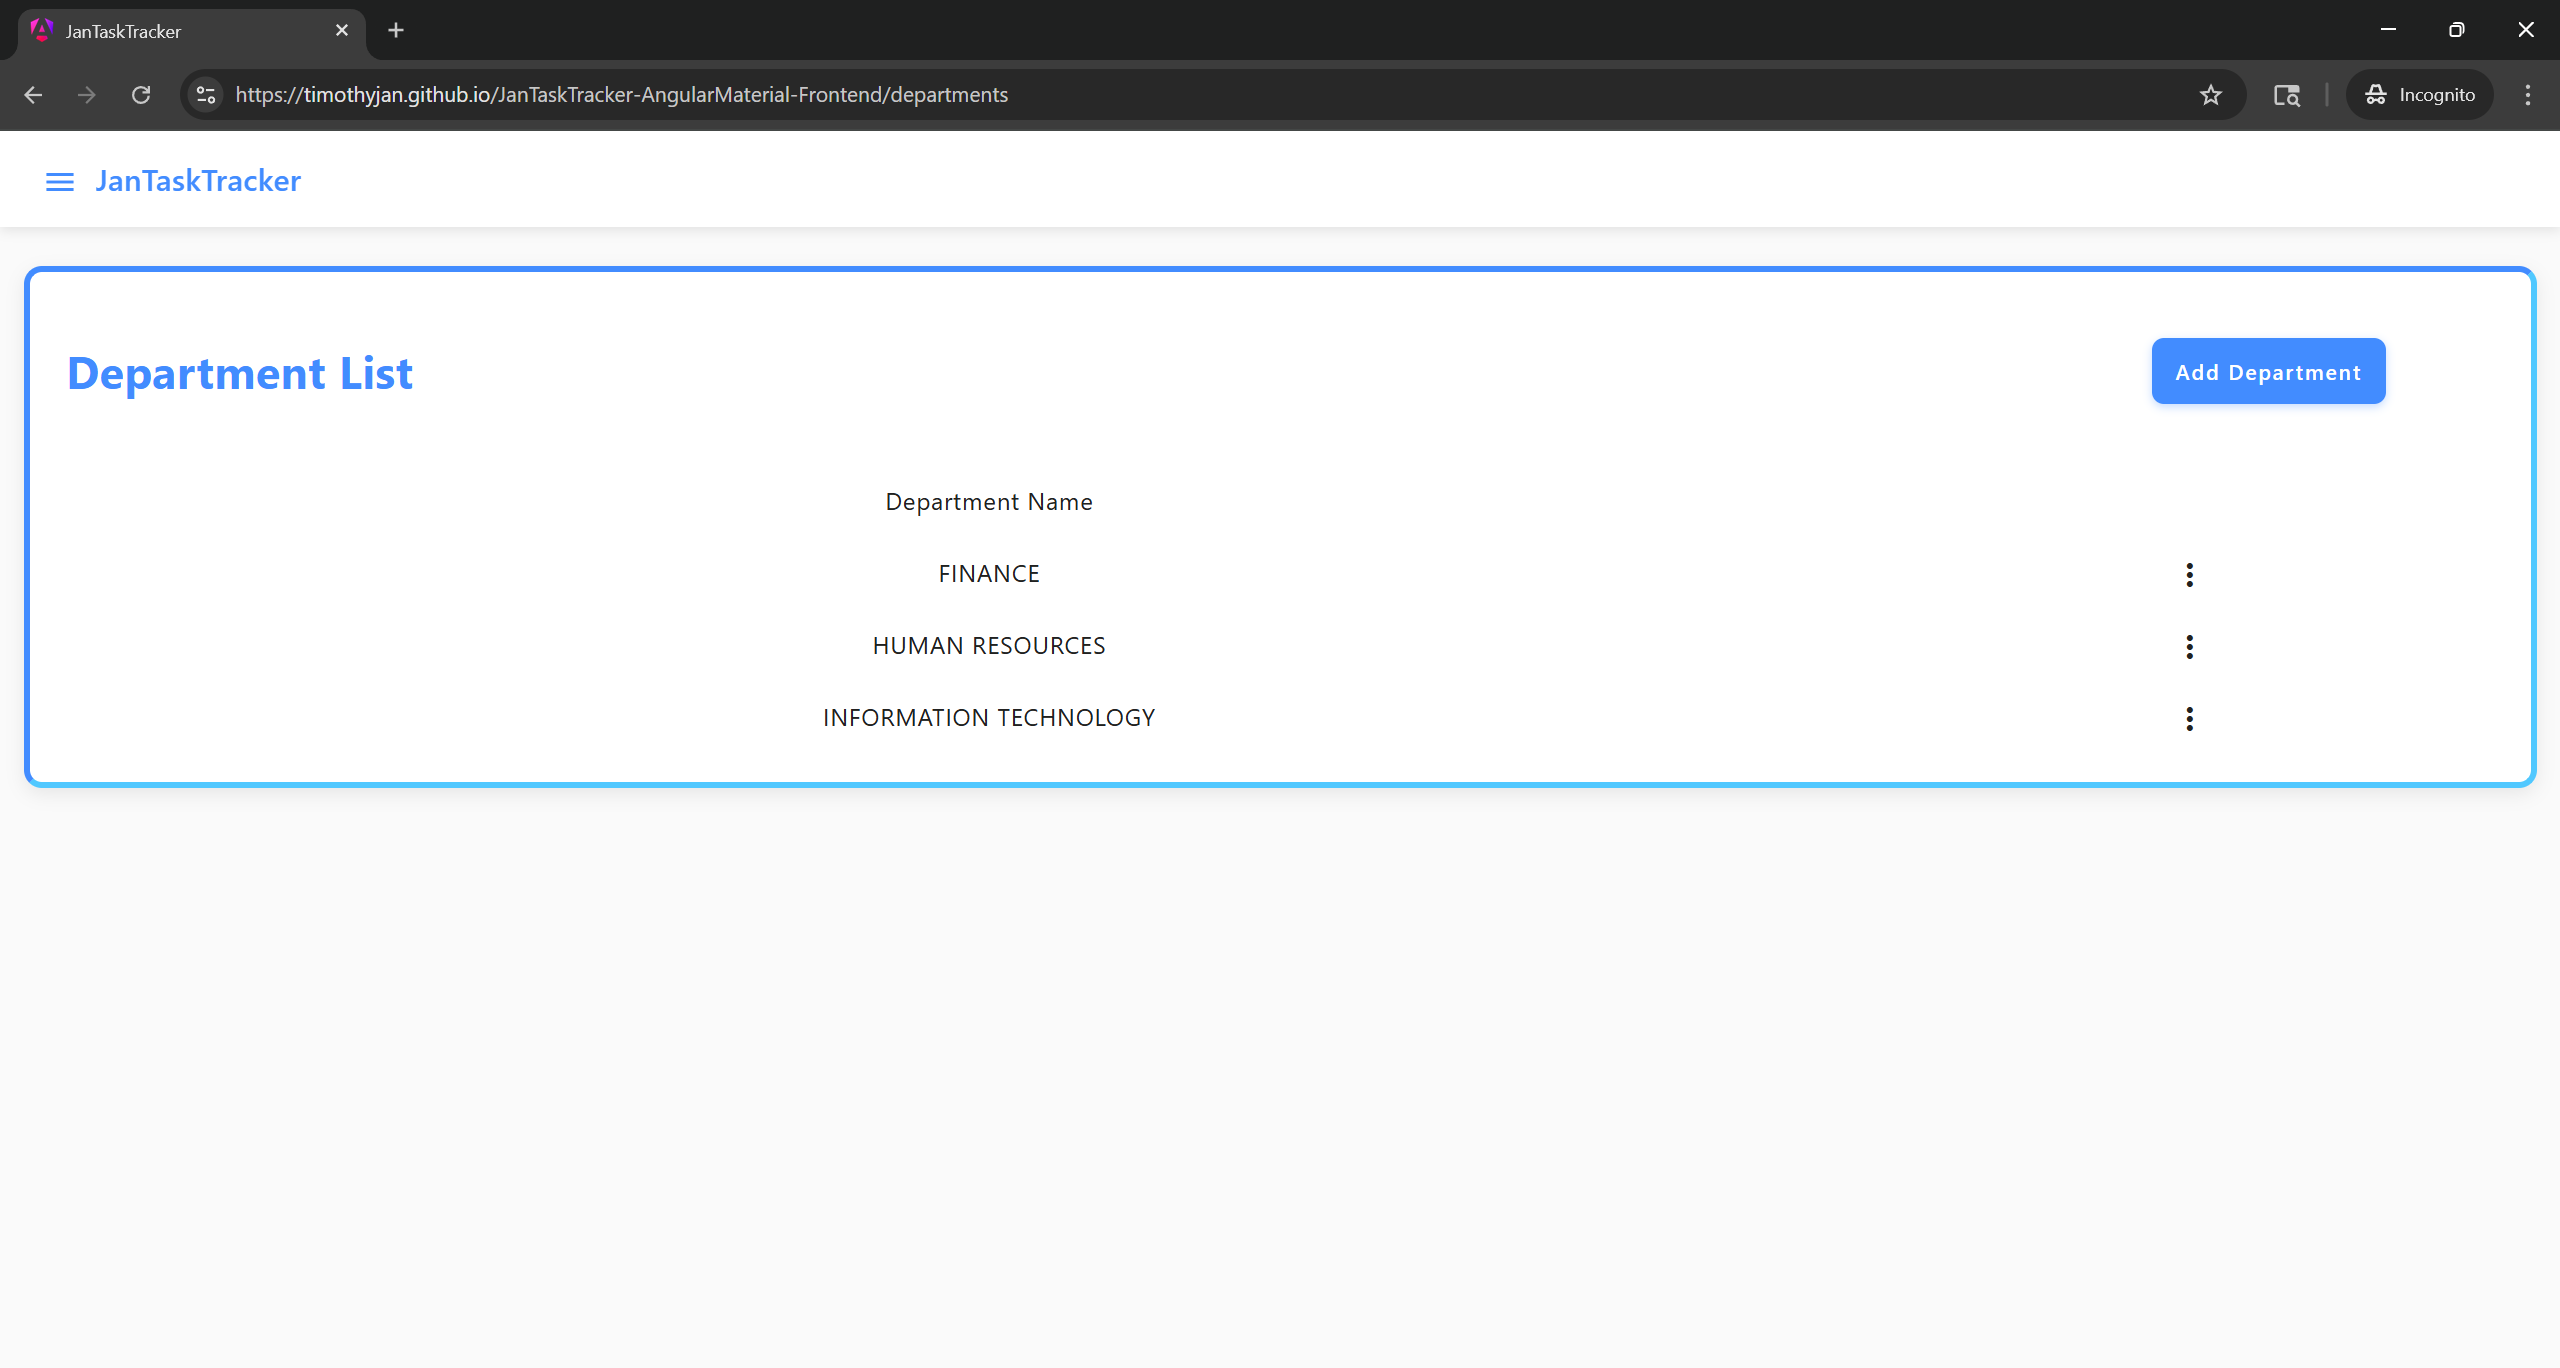 JanTaskTracker
https://timothyjan.github.io/JanTaskTracker-AngularMaterial-Frontend/departments
Incognito
JanTaskTracker
Department List
Add Department
Department Name
FINANCE
HUMAN RESOURCES
INFORMATION TECHNOLOGY